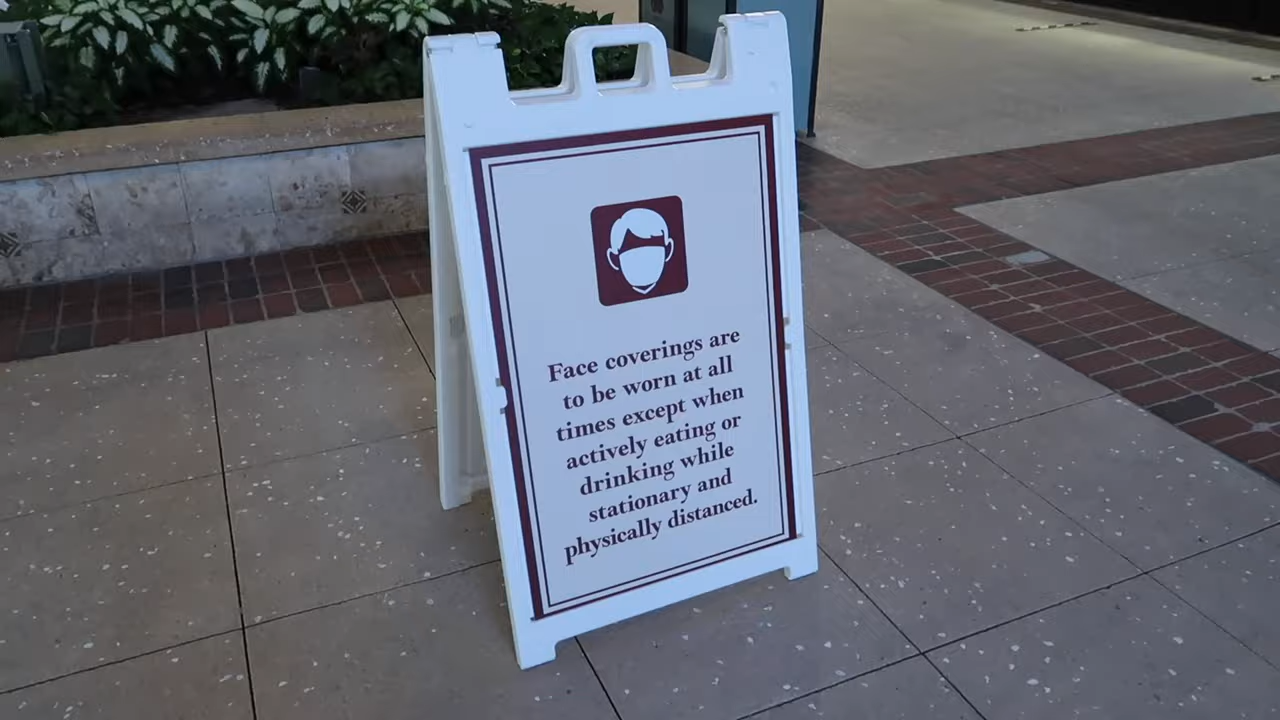 Face coverings are
to be worn at all
times except when
actively eating or
drinking while
stationary and
physically distanced.